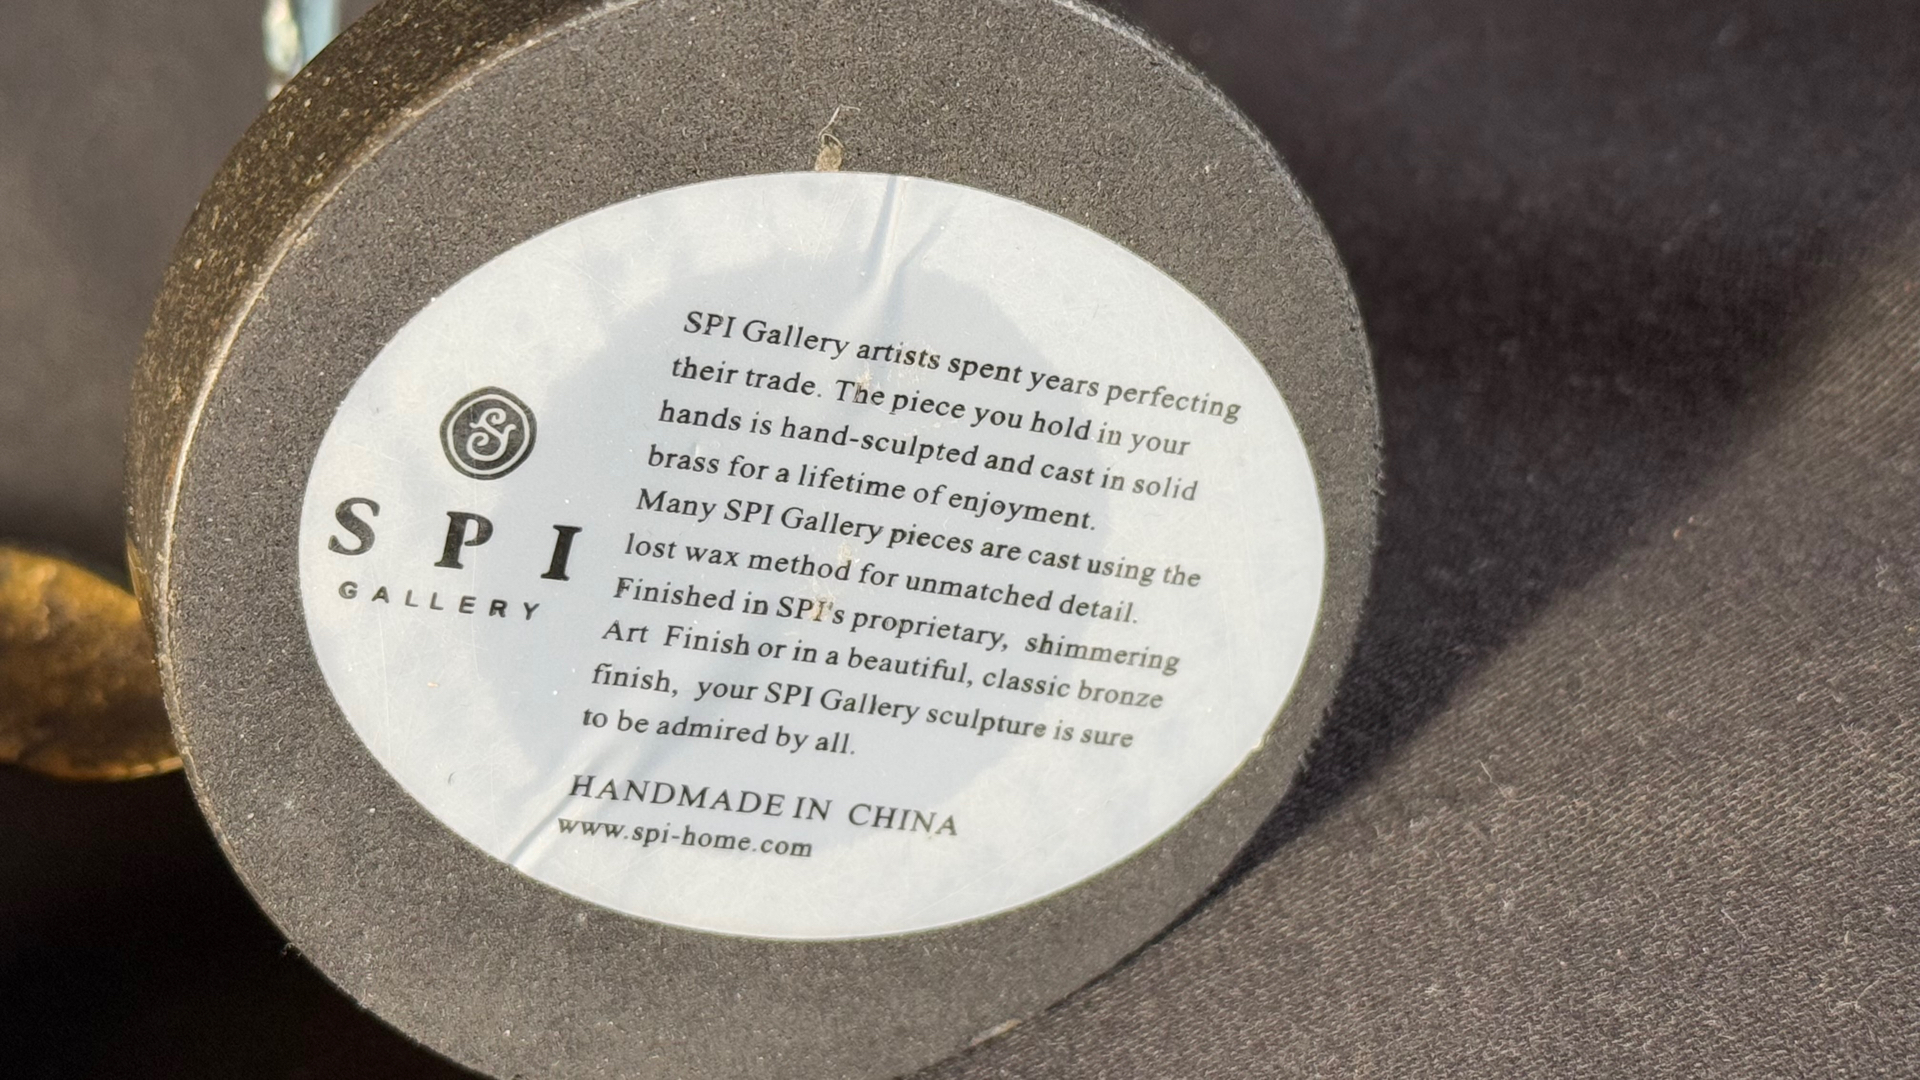 S P I
GALLERY
SPI Gallery artists spent years perfecting
their trade. The piece you hold in your
hands is hand-sculpted and cast in solid
brass for a lifetime of enjoyment.
Many SPI Gallery pieces are cast using the
lost wax method for unmatched detail.
Finished in SPI's proprietary, shimmering
Art Finish or in a beautiful, classic bronze
finish, your SPI Gallery sculpture is sure
to be admired by all.
HANDMADE IN CHINA
www.spi-home.com